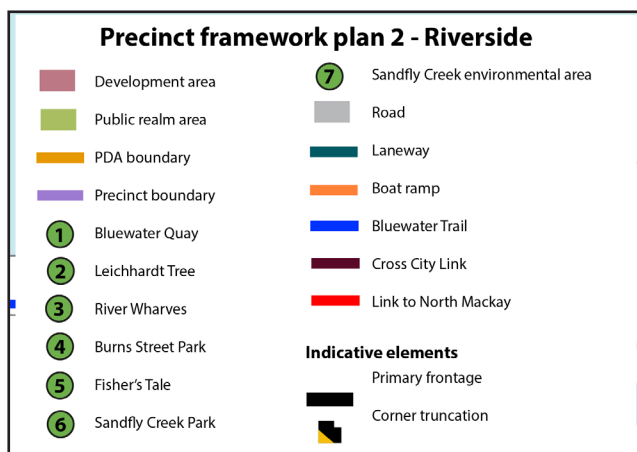 Precinct framework plan 2 - Riverside
Development area
Public realm area
PDA boundary
Precinct boundary
1 Bluewater Quay
2 Leichhardt Tree
3 River Wharves
4 Burns Street Park
5 Fisher's Tale
6 Sandfly Creek Park
7 Sandfly Creek environmental area
Road
Laneway
Boat ramp
Bluewater Trail
Cross City Link
Link to North Mackay
Indicative elements
Primary frontage
Corner truncation